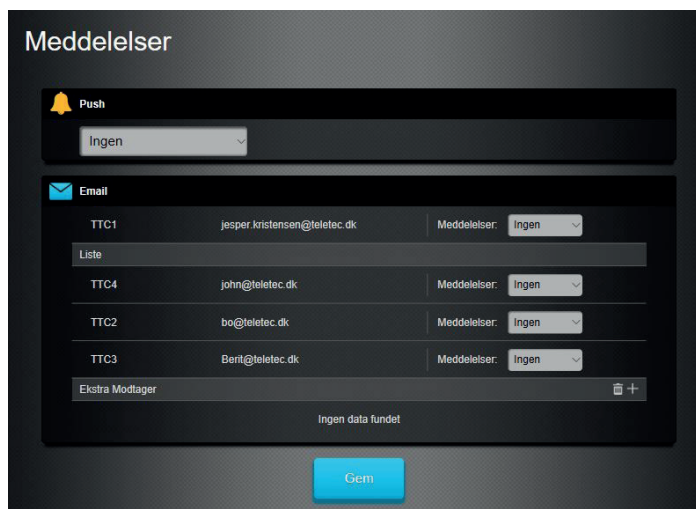 Meddelelser
Push
Ingen
Email
TTC1 jesper.kristensen@teletec.dk Meddelelser: Ingen
Liste
TTC4 john@teletec.dk Meddelelser: Ingen
TTC2 bo@teletec.dk Meddelelser: Ingen
TTC3 Berit@teletec.dk Meddelelser: Ingen
Ekstra Modtager
Ingen data fundet
Gem